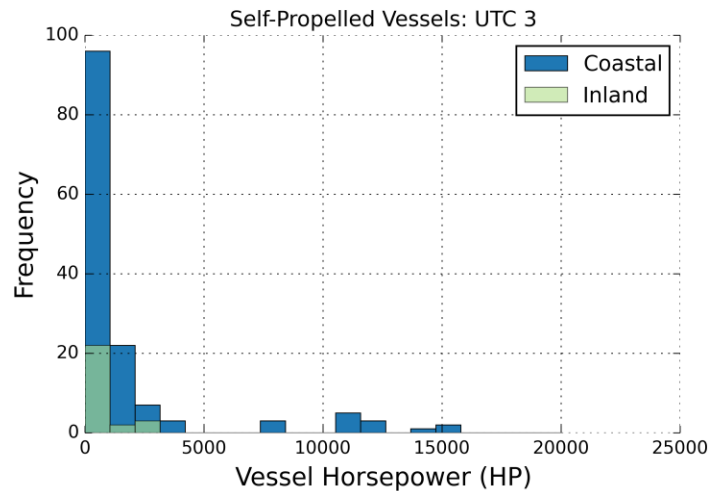 Self-Propelled Vessels: UTC 3
100
80
60
40
20
0
Frequency
Coastal
Inland
0 5000 10000 15000 20000 25000
Vessel Horsepower (HP)